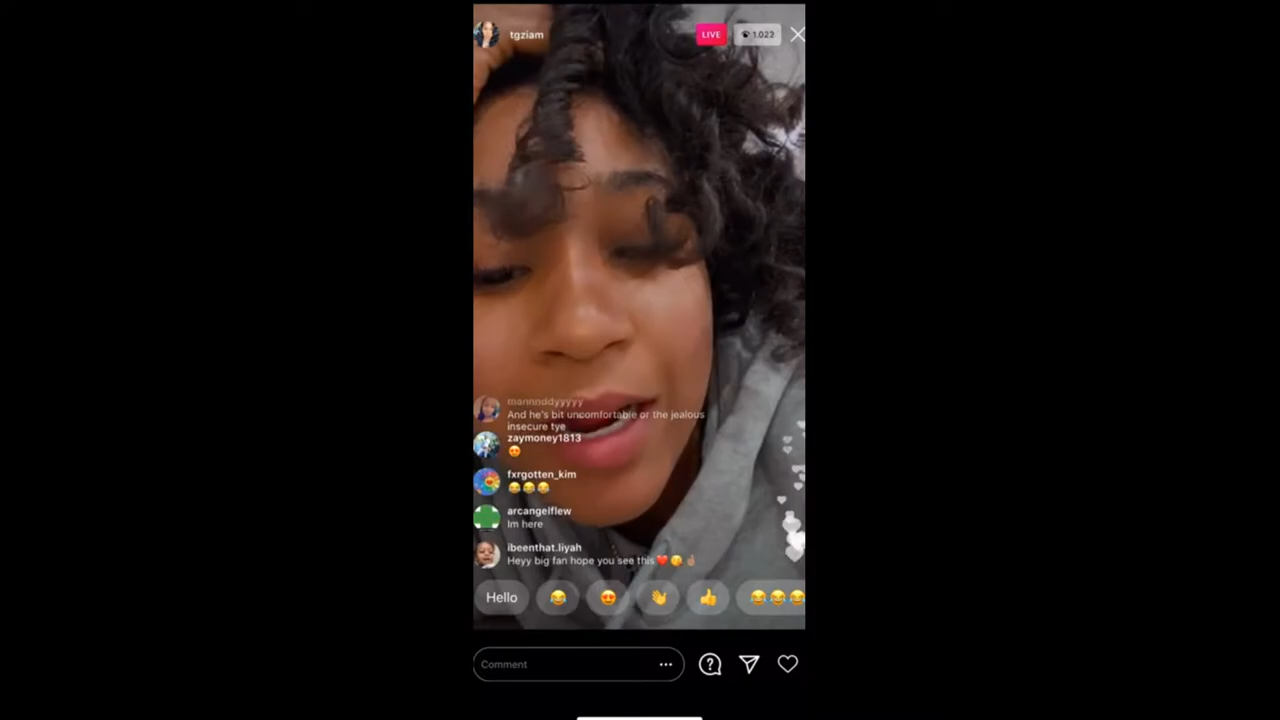 tgziam
LIVE
1.022
mannnddyyyyy
And he's bit uncomfortable or the jealous
insecure tye
zaymoney1813
fxrgotten_kim
arcangelflew
Im here
ibeenthat.liyah
Heyy big fan hope you see this
Hello
Comment